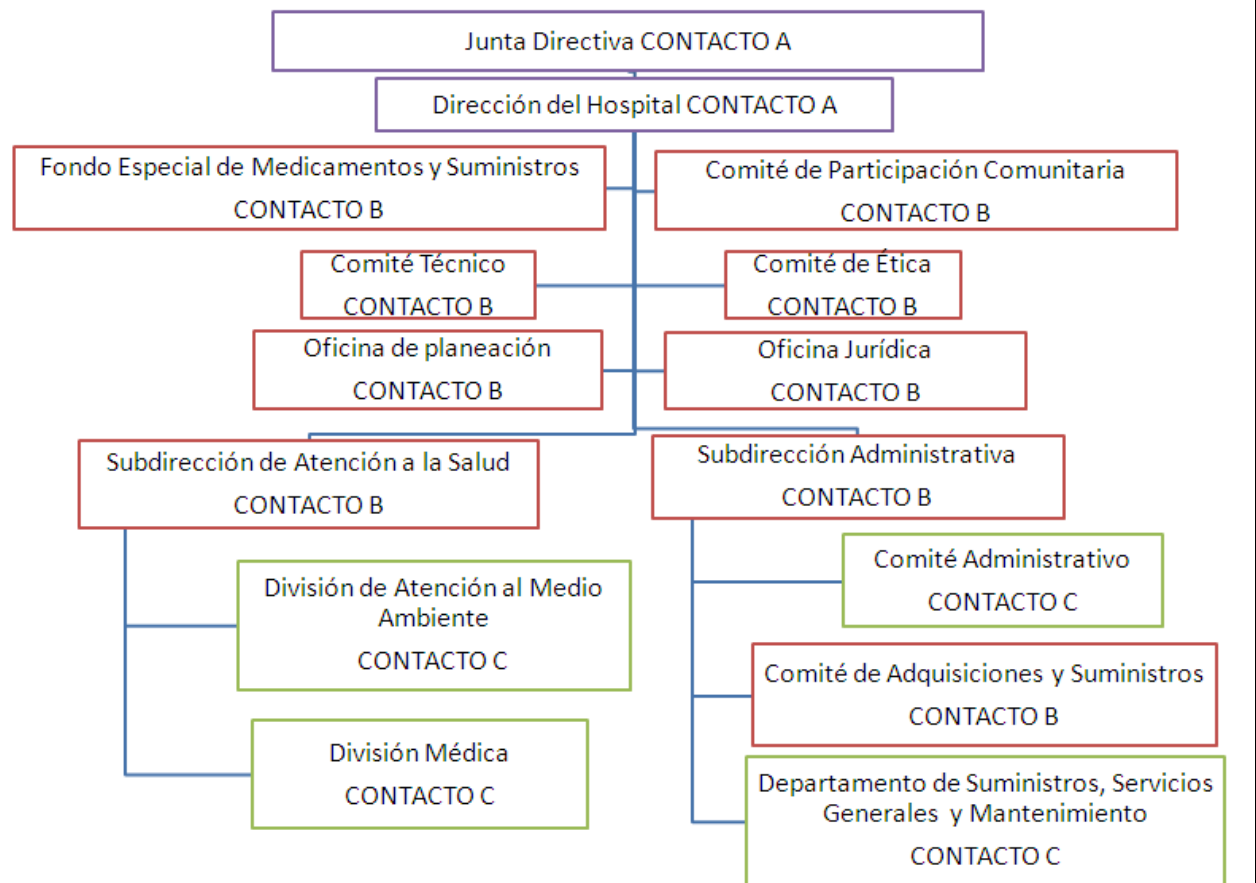 Junta Directiva CONTACTO A
Dirección del Hospital CONTACTO A
Fondo Especial de Medicamentos y Suministros
CONTACTO B
Comité de Participación Comunitaria
CONTACTO B
Comité Técnico
CONTACTO B
Comité de Ética
CONTACTO B
Oficina de planeación
CONTACTO B
Oficina Jurídica
CONTACTO B
Subdirección de Atención a la Salud
CONTACTO B
Subdirección Administrativa
CONTACTO B
División de Atención al Medio
Ambiente
CONTACTO C
División Médica
CONTACTO C
Comité Administrativo
CONTACTO C
Comité de Adquisiciones y Suministros
CONTACTO B
Departamento de Suministros, Servicios
Generales y Mantenimiento
CONTACTO C